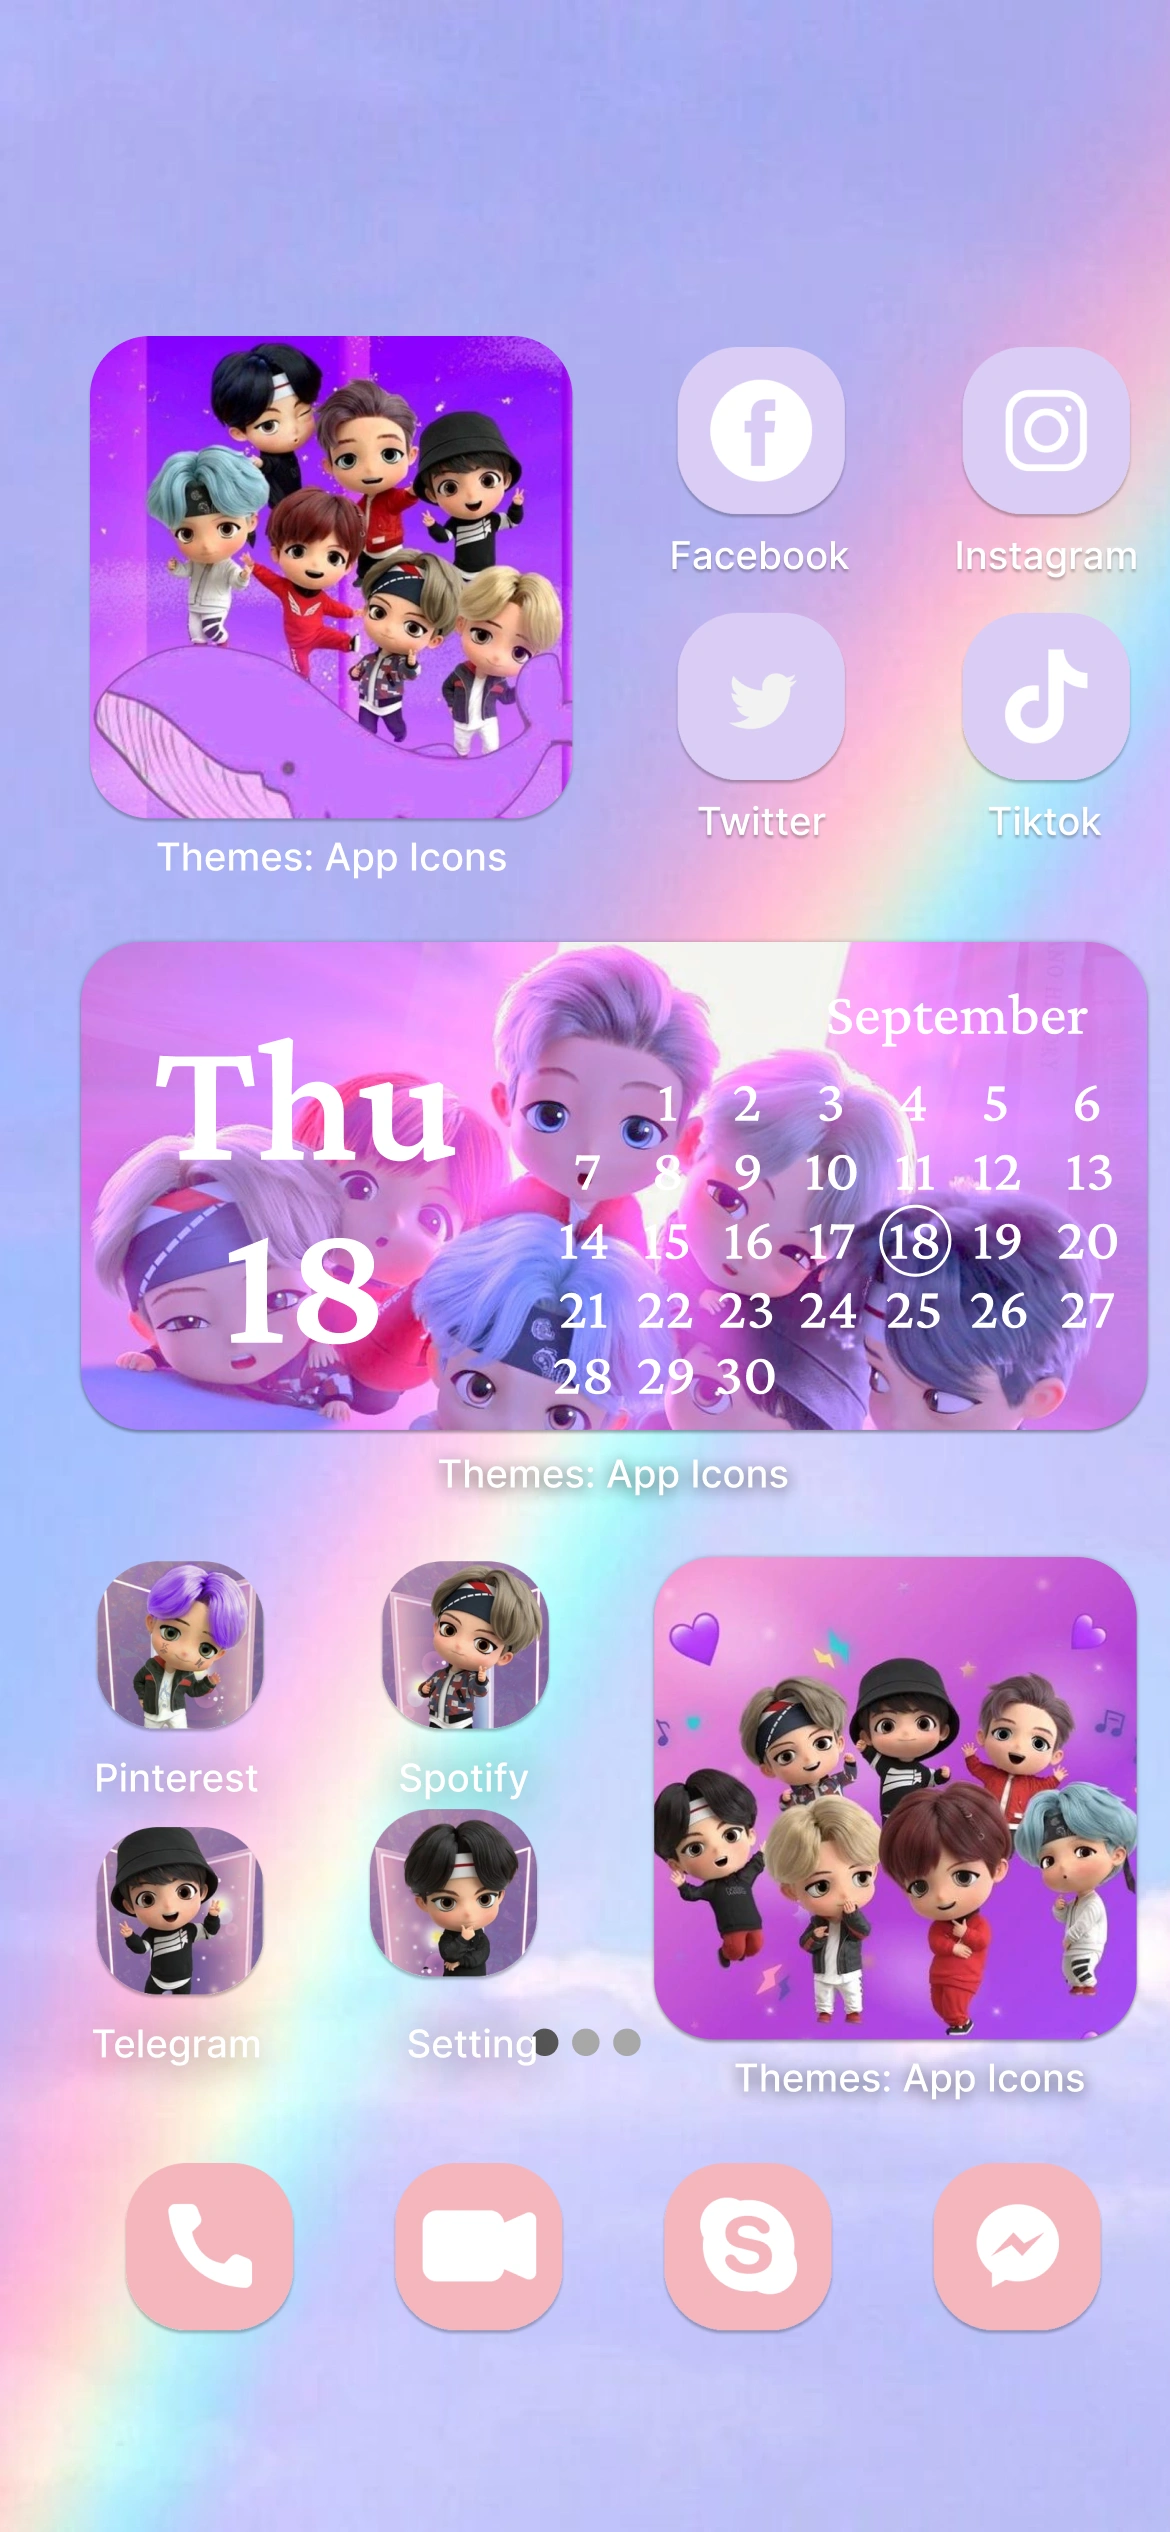 Facebook
Instagram
Twitter
Tiktok
Themes: App Icons
Thu
18
September
1 2 3 4 5 6
7 8 9 10 11 12 13
14 15 16 17 18 19 20
21 22 23 24 25 26 27
28 29 30
Themes: App Icons
Pinterest
Spotify
Telegram
Setting
Themes: App Icons